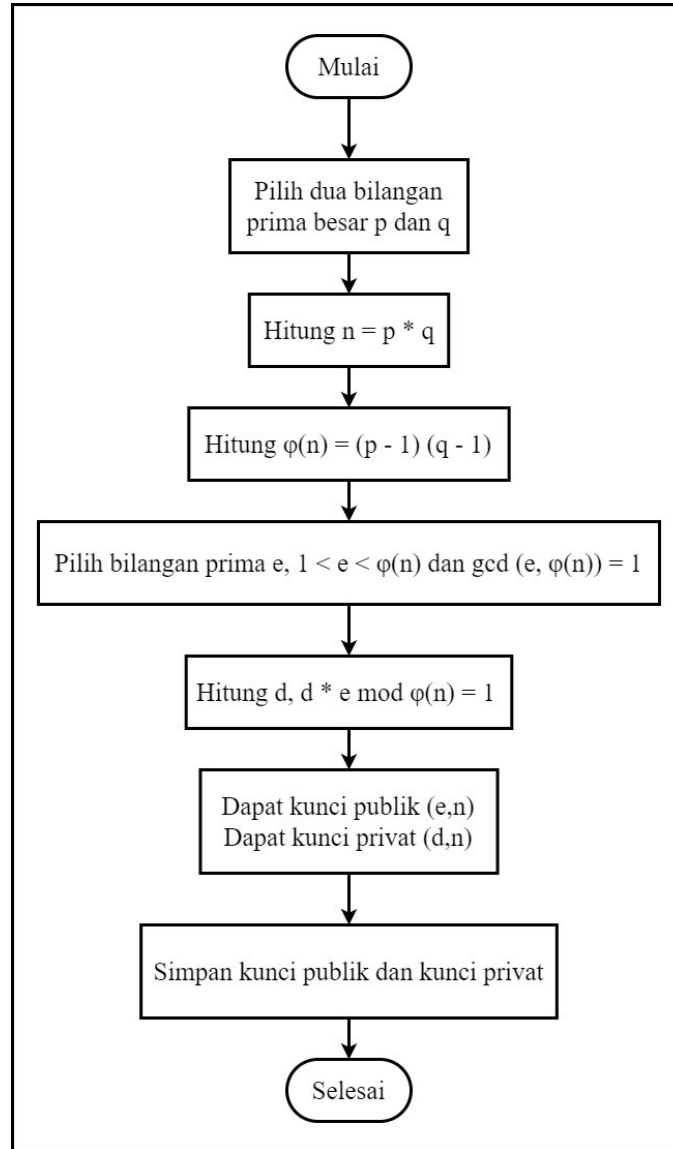 Mulai
Pilih dua bilangan
prima besar p dan q
Hitung n = p * q
Hitung φ(n) = (p - 1) (q - 1)
Pilih bilangan prima e, 1 < e < φ(n) dan gcd (e, φ(n)) = 1
Hitung d, d * e mod φ(n) = 1
Dapat kunci publik (e,n)
Dapat kunci privat (d,n)
Simpan kunci publik dan kunci privat
Selesai